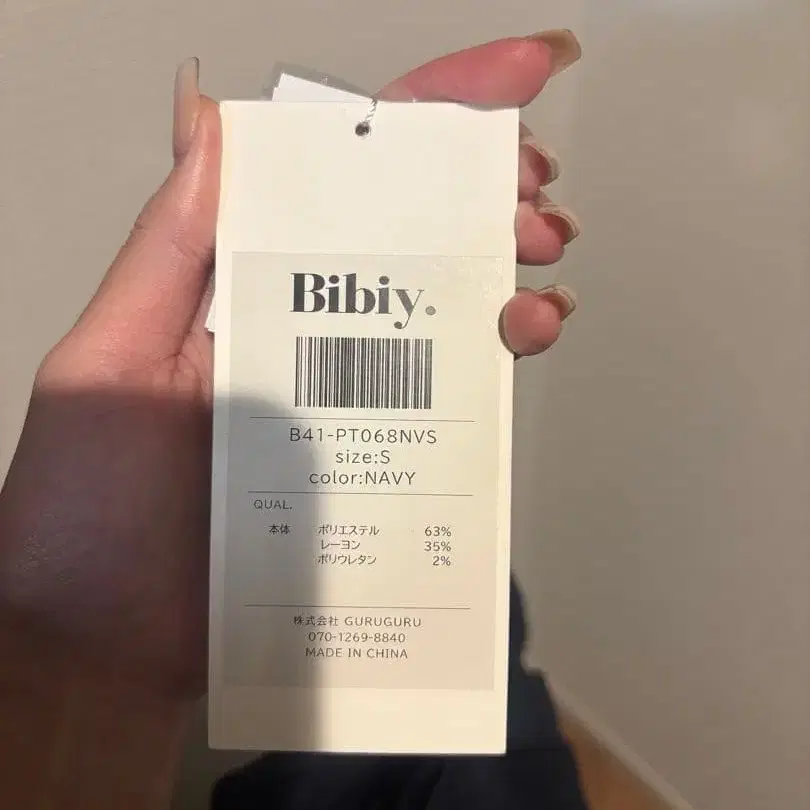 Bibiy.
B41-PT068NVS
size:S
color:NAVY
QUAL.
本体 ポリエステル 63%
レーヨン 35%
ポリウレタン 2%
株式会社 GURUGURU
070-1269-8840
MADE IN CHINA